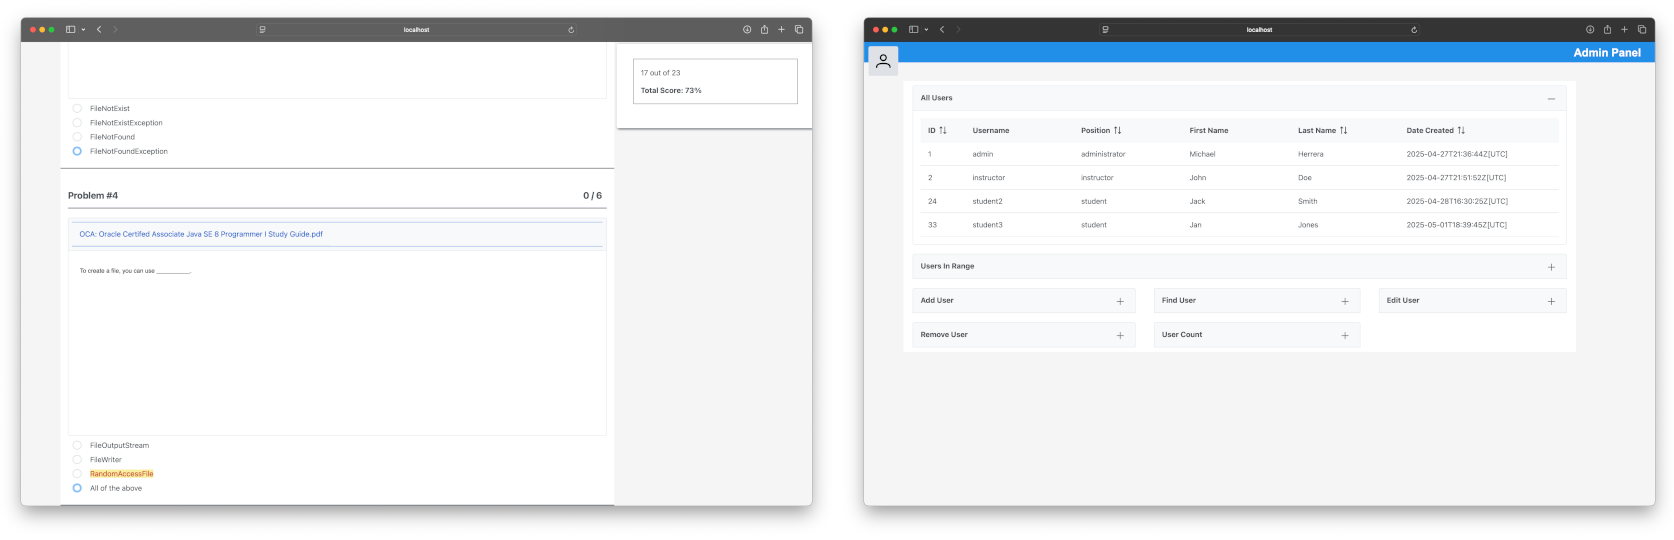 localhost
17 out of 23
Total Score: 73%
FileNotExist
FileNotExistException
FileNotFound
FileNotFoundException
Problem #4 0 / 6
OCA: Oracle Certifed Associate Java SE 8 Programmer I Study Guide.pdf
To create a file, you can use ___________.
FileOutputStream
FileWriter
RandomAccessFile
All of the above
localhost
Admin Panel
All Users
ID Username Position First Name Last Name Date Created
1 admin administrator Michael Herrera 2025-04-27T21:36:44Z[UTC]
2 instructor instructor John Doe 2025-04-27T21:51:52Z[UTC]
24 student2 student Jack Smith 2025-04-28T16:30:25Z[UTC]
33 student3 student Jan Jones 2025-05-01T18:39:45Z[UTC]
Users In Range
Add User Find User Edit User
Remove User User Count